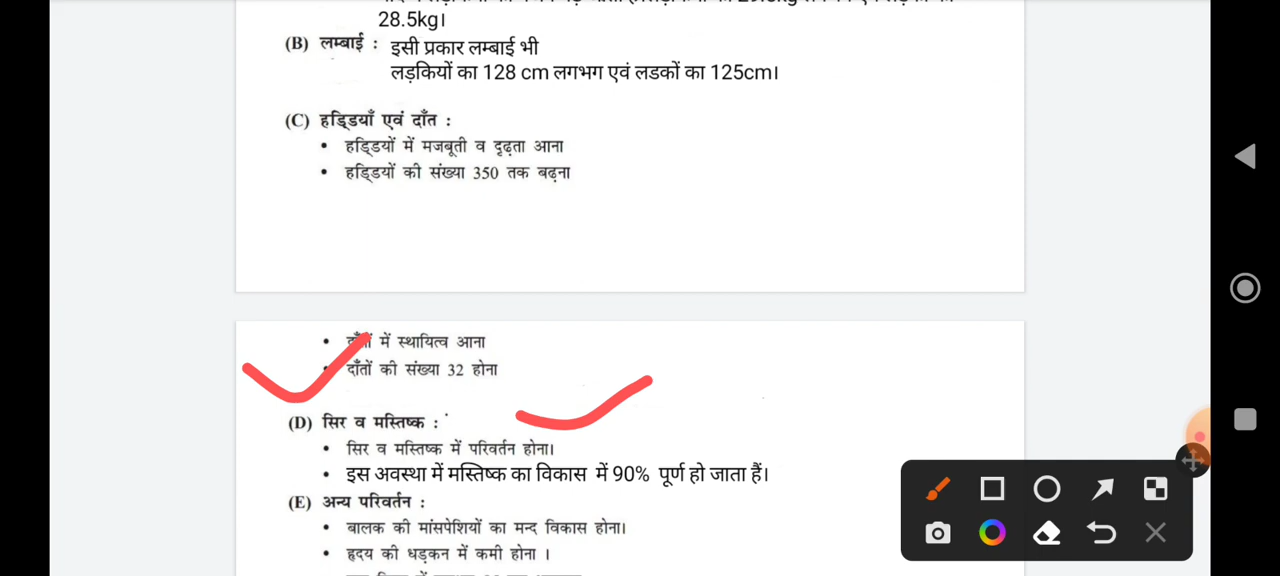 28.5kg।
(B) लम्बाई : इसी प्रकार लम्बाई भी
लड़कियों का 128 cm लगभग एवं लडकों का 125cm।
(C) हड्डियाँ एवं दाँत :
• हड्डियों में मजबूती व दृढ़ता आना
• हड्डियों की संख्या 350 तक बढ़ना
• में स्थायित्व आना
• दाँतों की संख्या 32 होना
(D) सिर व मस्तिष्क :
• सिर व मस्तिष्क में परिवर्तन होना।
• इस अवस्था में मस्तिष्क का विकास में 90% पूर्ण हो जाता हैं।
(E) अन्य परिवर्तन :
• बालक की मांसपेशियों का मन्द विकास होना।
• हृदय की धड़कन में कमी होना ।